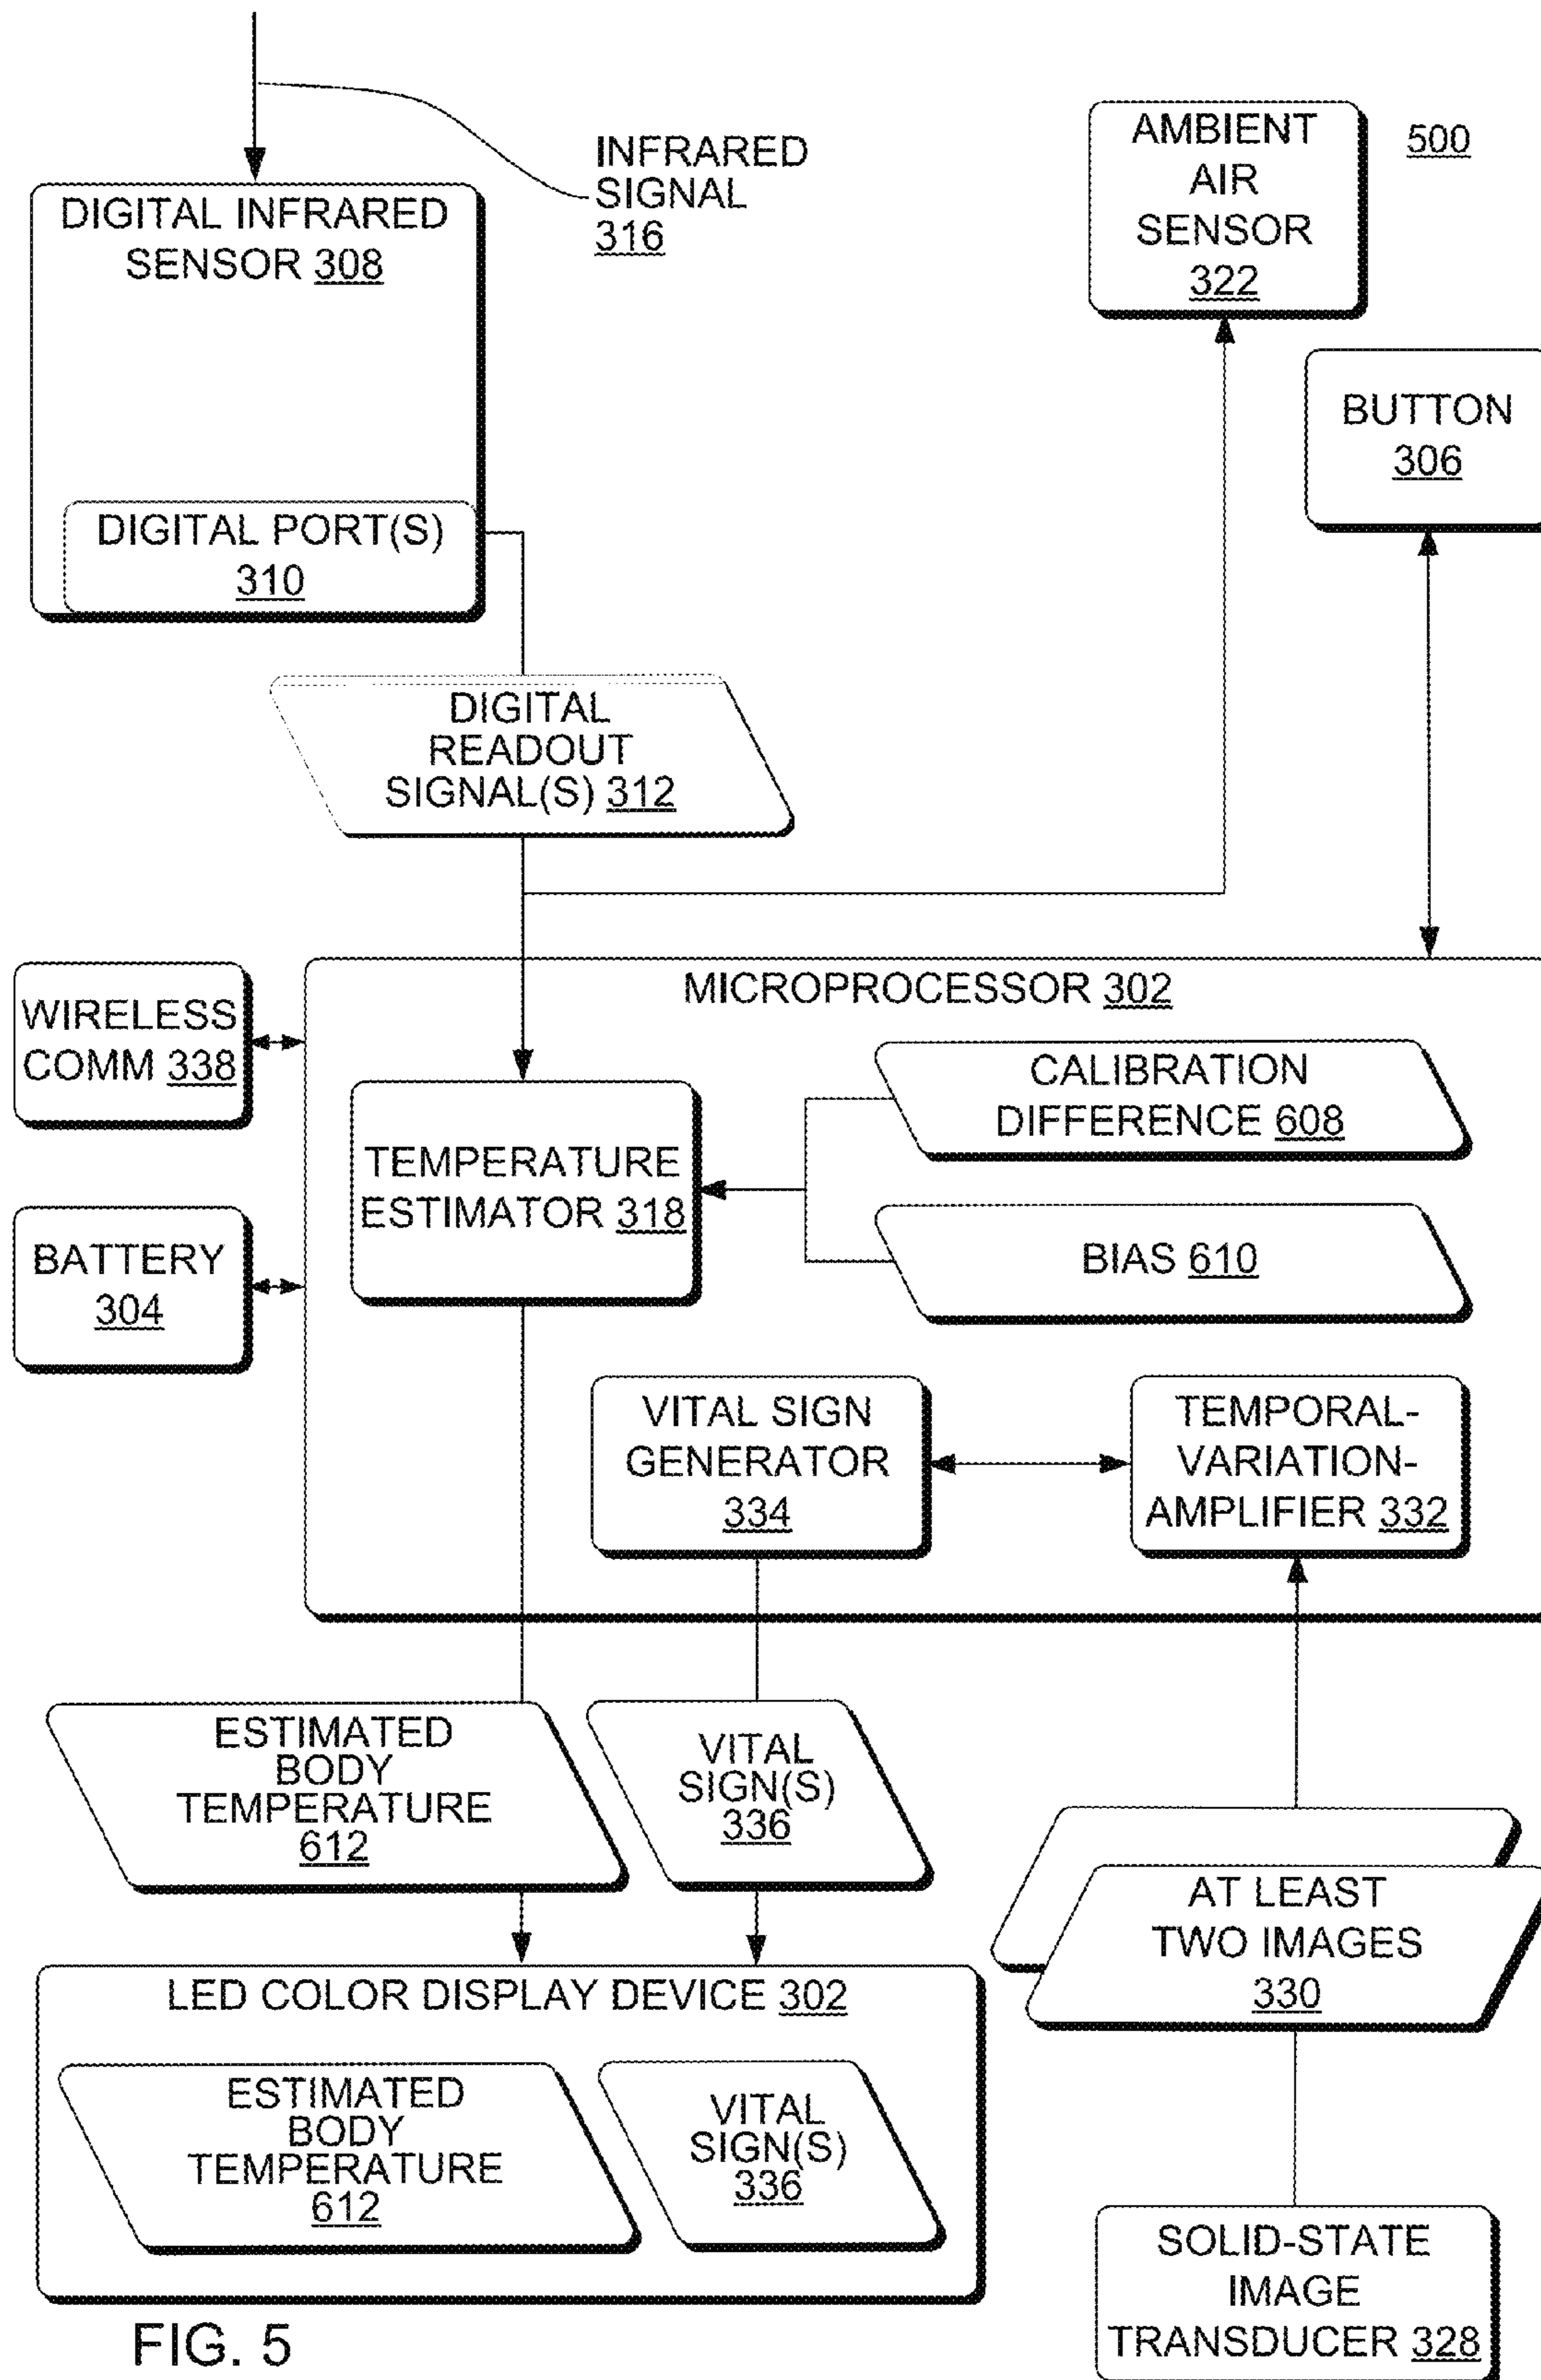 INFRARED
SIGNAL
316
AMBIENT
AIR
SENSOR
322
500
DIGITAL INFRARED
SENSOR 308
BUTTON
306
DIGITAL PORT(S)
310
DIGITAL
READOUT
SIGNAL(S) 312
MICROPROCESSOR 302
WIRELESS
COMM 338
CALIBRATION
DIFFERENCE 608
TEMPERATURE
ESTIMATOR 318
BATTERY
304
BIAS 610
VITAL SIGN
GENERATOR
334
TEMPORAL-
VARIATION-
AMPLIFIER 332
ESTIMATED
BODY
TEMPERATURE
612
VITAL
SIGN(S)
336
AT LEAST
TWO IMAGES
330
LED COLOR DISPLAY DEVICE 302
ESTIMATED
BODY
TEMPERATURE
612
VITAL
SIGN(S)
336
SOLID-STATE
IMAGE
TRANSDUCER 328
FIG. 5